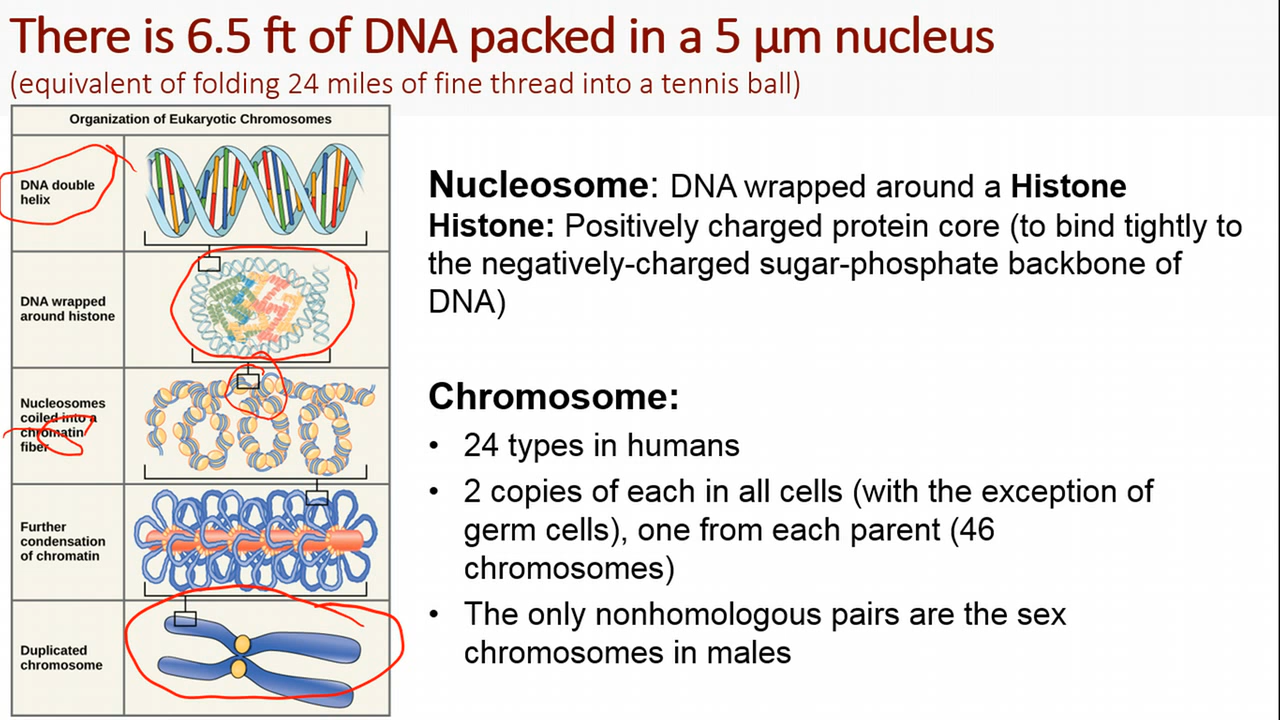 There is 6.5 ft of DNA packed in a 5 µm nucleus
(equivalent of folding 24 miles of fine thread into a tennis ball)
Organization of Eukaryotic Chromosomes
DNA double
helix
DNA wrapped
around histone
Nucleosomes
coiled into a
chromatin
fiber
Further
condensation
of chromatin
Duplicated
chromosome
Nucleosome: DNA wrapped around a Histone
Histone: Positively charged protein core (to bind tightly to
the negatively-charged sugar-phosphate backbone of
DNA)
Chromosome:
• 24 types in humans
• 2 copies of each in all cells (with the exception of
germ cells), one from each parent (46
chromosomes)
• The only nonhomologous pairs are the sex
chromosomes in males